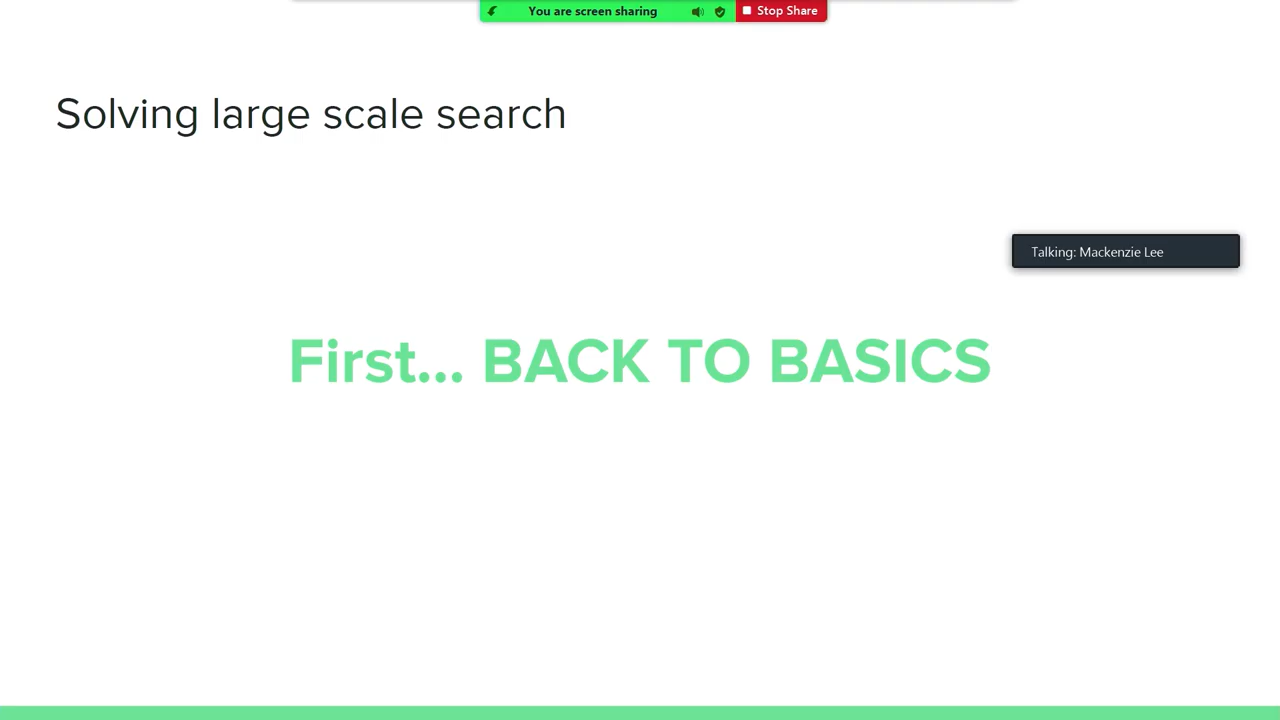 You are screen sharing
Stop Share
Solving large scale search
Talking: Mackenzie Lee
First... BACK TO BASICS